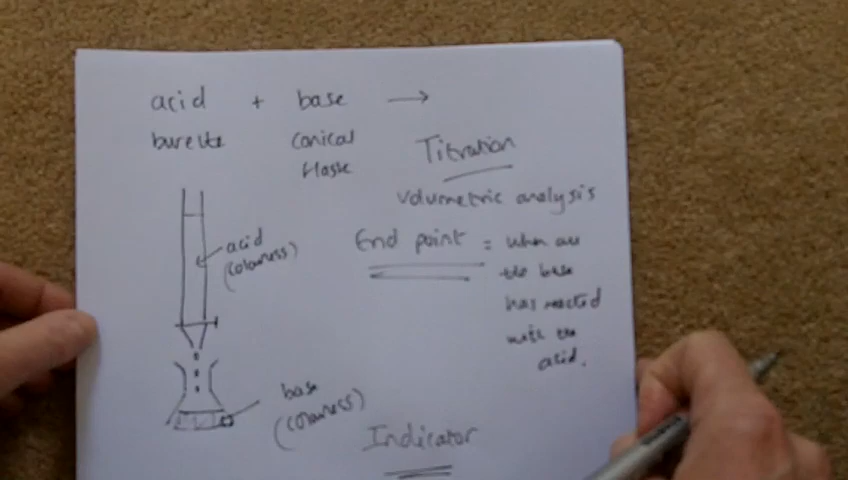 acid + base →
burette conical
flask
Titration
volumetric analysis
acid
(colourless)
End point = when all
the base
has reacted
with the
acid.
base
(colourless)
Indicator